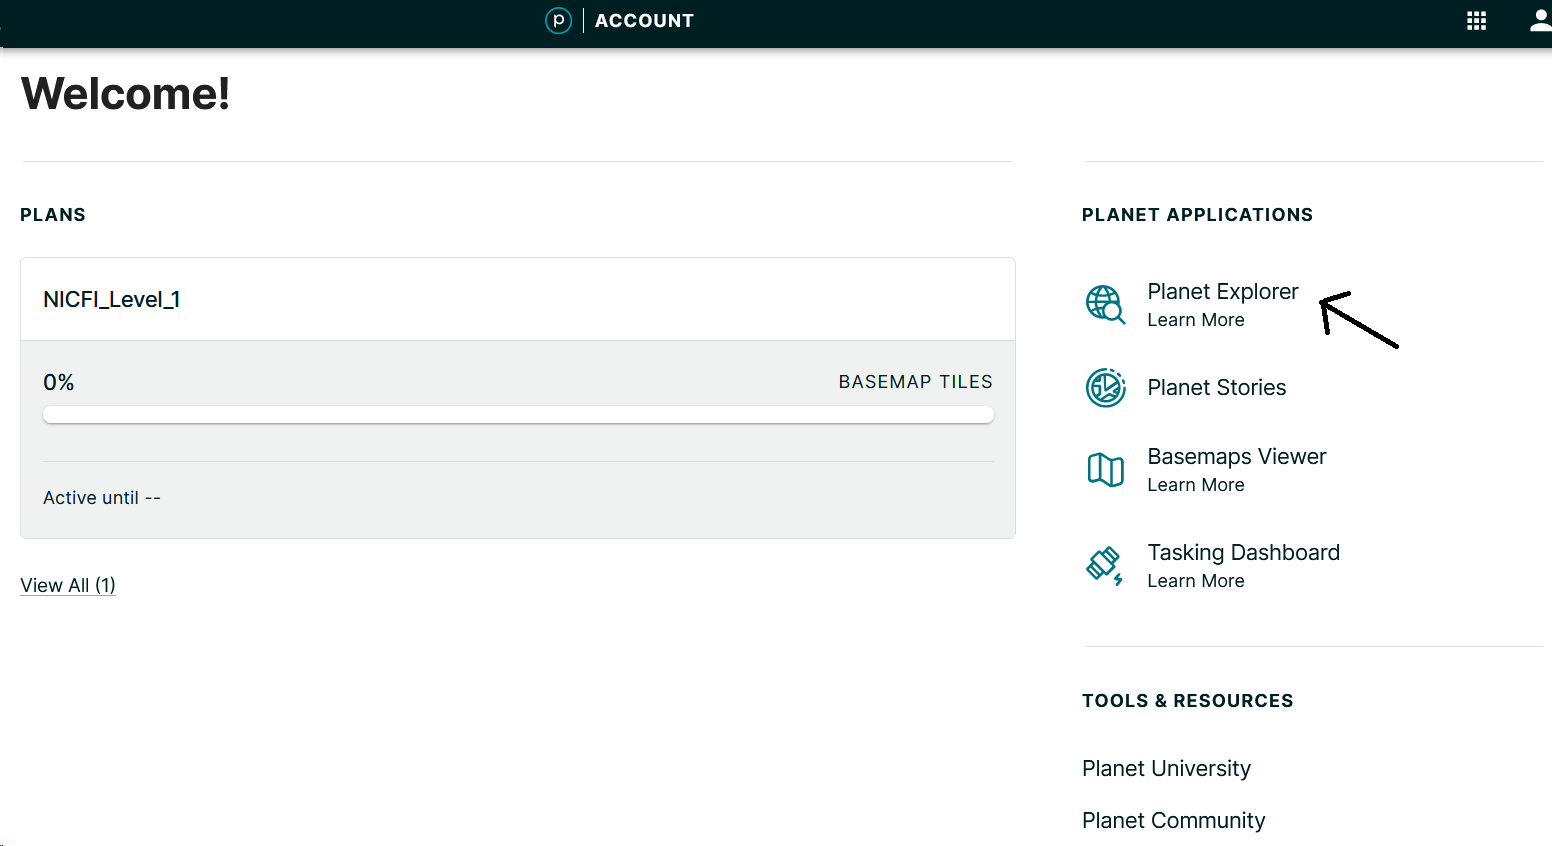 p ACCOUNT
Welcome!
PLANS
NICFI_Level_1
0%
BASEMAP TILES
Active until --
View All (1)
PLANET APPLICATIONS
Planet Explorer
Learn More
Planet Stories
Basemaps Viewer
Learn More
Tasking Dashboard
Learn More
TOOLS & RESOURCES
Planet University
Planet Community